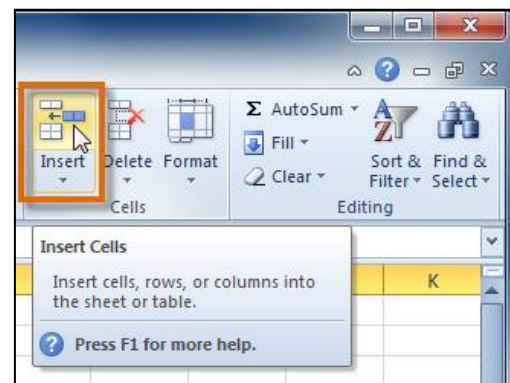 Σ AutoSum
Fill
Clear
Insert Delete Format
Sort & Find &
Filter Select
Cells
Editing
Insert Cells
Insert cells, rows, or columns into
the sheet or table.
Press F1 for more help.
K